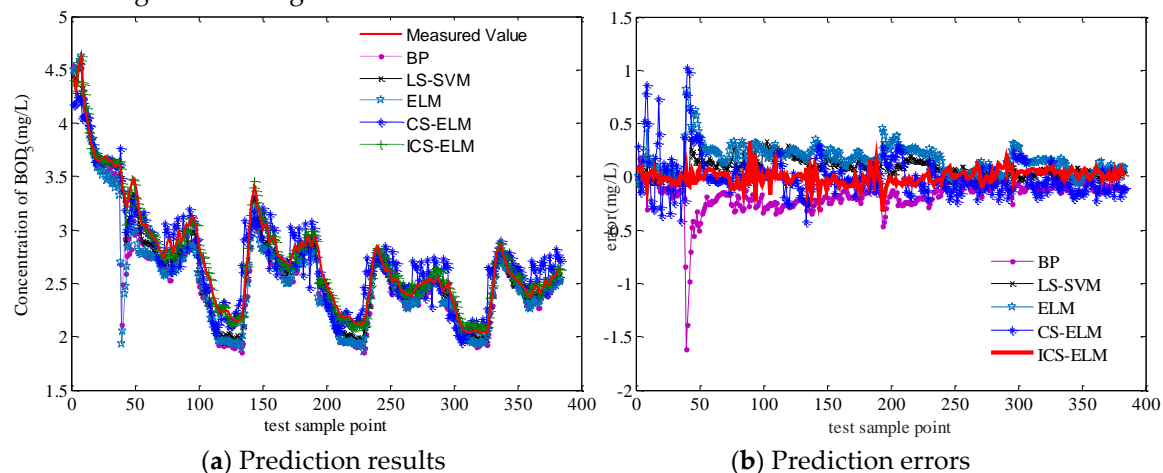 5
4.5
4
3.5
3
2.5
2
1.5
Concentration of BOD5(mg/L)
0
50
100
150
200
250
300
350
400
test sample point
Measured Value
BP
LS-SVM
ELM
CS-ELM
ICS-ELM
(a) Prediction results
1.5
1
0.5
0
-0.5
-1
-1.5
-2
error(mg/L)
0
50
100
150
200
250
300
350
400
test sample point
BP
LS-SVM
ELM
CS-ELM
ICS-ELM
(b) Prediction errors